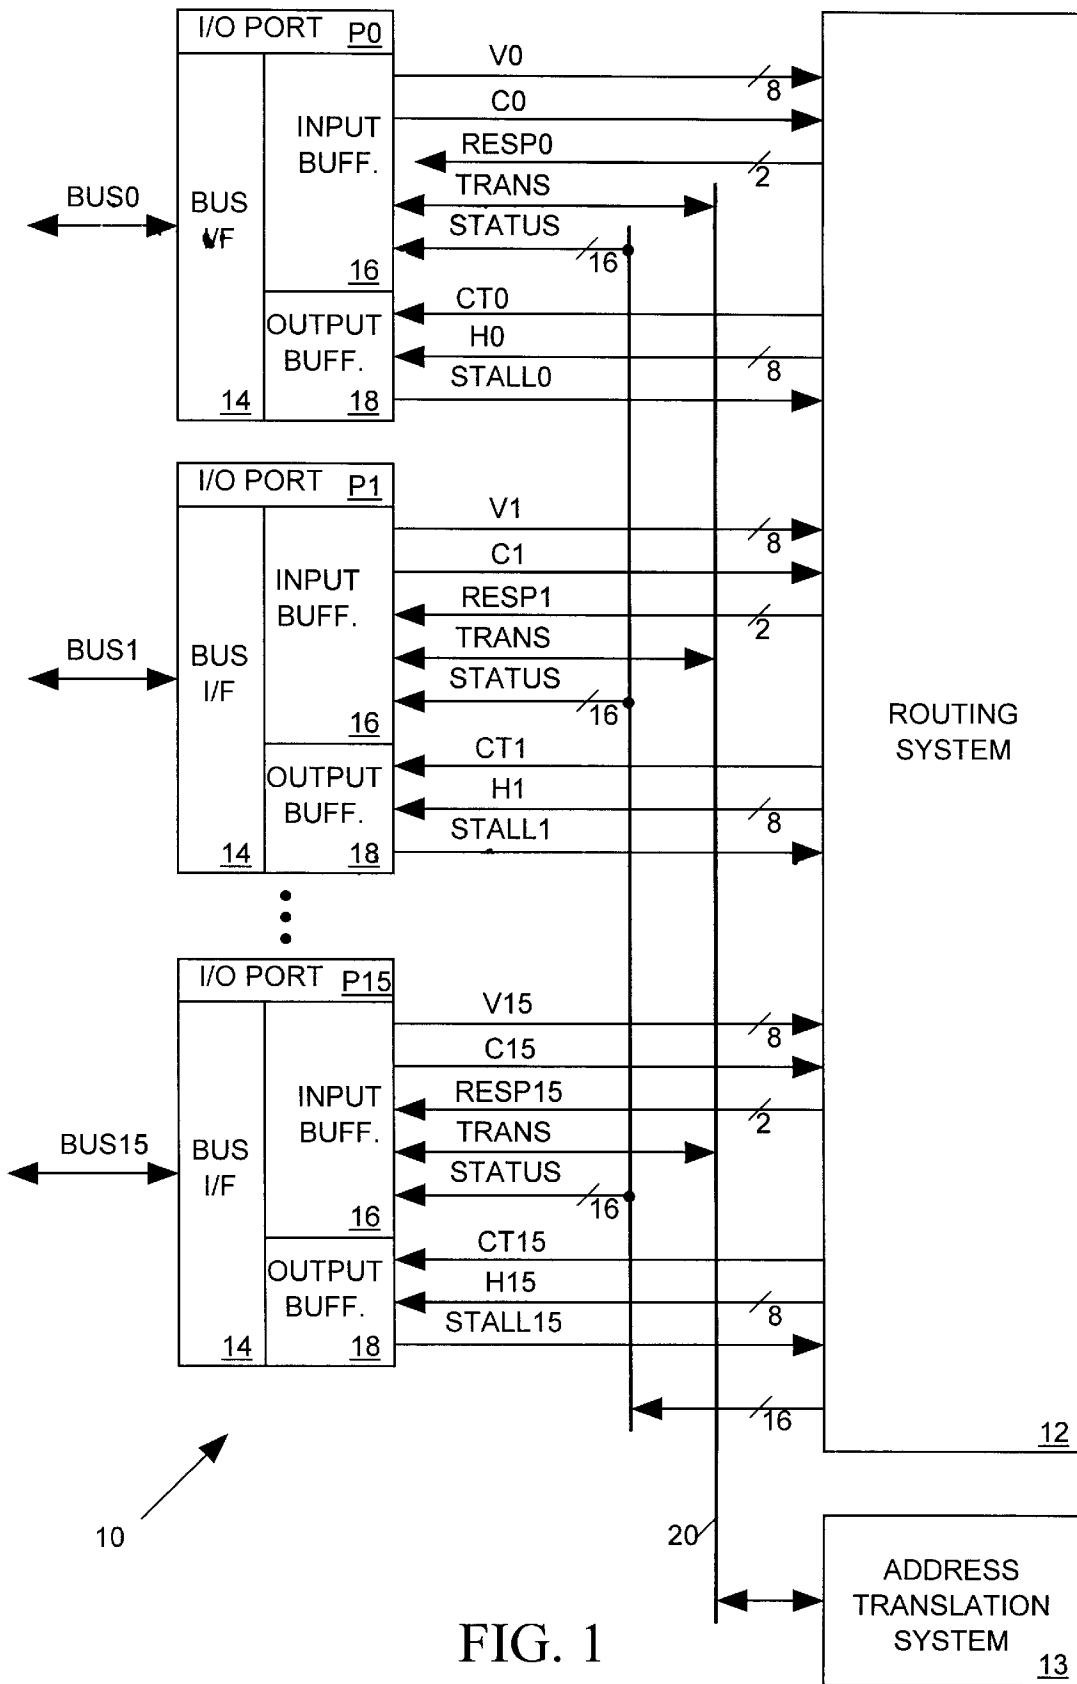 I/O PORT P0
V0
8
C0
INPUT
BUFF.
RESP0
2
TRANS
BUS0
BUS
I/F
STATUS
16
16
CT0
OUTPUT
BUFF.
H0
8
STALL0
14
18
I/O PORT P1
V1
8
C1
INPUT
BUFF.
RESP1
2
TRANS
BUS1
BUS
I/F
STATUS
16
16
CT1
OUTPUT
BUFF.
H1
8
STALL1
14
18
ROUTING
SYSTEM
I/O PORT P15
V15
8
C15
INPUT
BUFF.
RESP15
2
TRANS
BUS15
BUS
I/F
STATUS
16
16
CT15
OUTPUT
BUFF.
H15
8
STALL15
14
18
16
12
10
20
ADDRESS
TRANSLATION
SYSTEM
13
FIG. 1